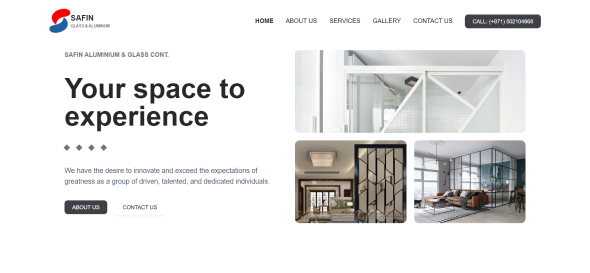 SAFIN
GLASS & ALUMINUM
HOME ABOUT US SERVICES GALLERY CONTACT US CALL: (+971) 502104668
SAFIN ALUMINIUM & GLASS CONT.
Your space to
experience
We have the desire to innovate and exceed the expectations of
greatness as a group of driven, talented, and dedicated individuals.
ABOUT US CONTACT US